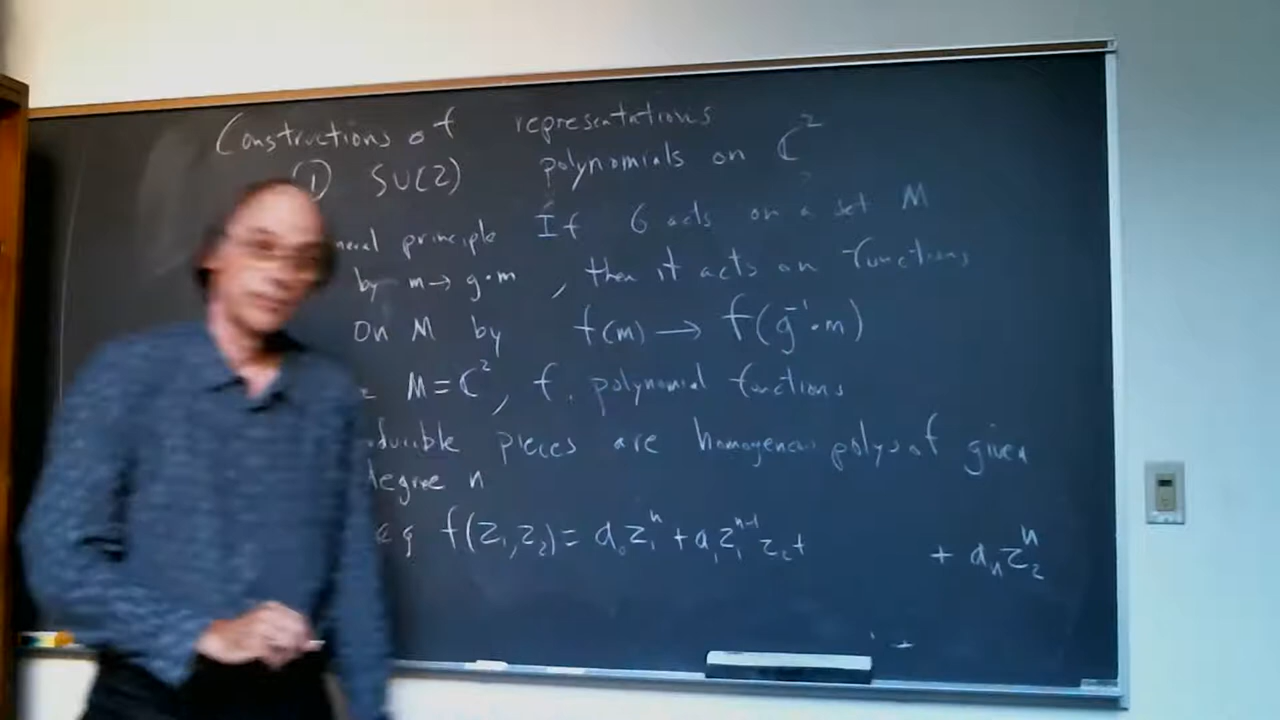 Constructions of representations
① SU(2) polynomials on ℂ²
neral principle If G acts on a set M
by m → g·m , then it acts on functions
on M by f(m) → f(g⁻¹·m)
M=ℂ², f, polynomial functions
ducible pieces are homogeneous polys of given
degree n
eg f(z₁,z₂)= a₀z₁ⁿ + a₁z₁ⁿ⁻¹z₂+ + aₙz₂ⁿ